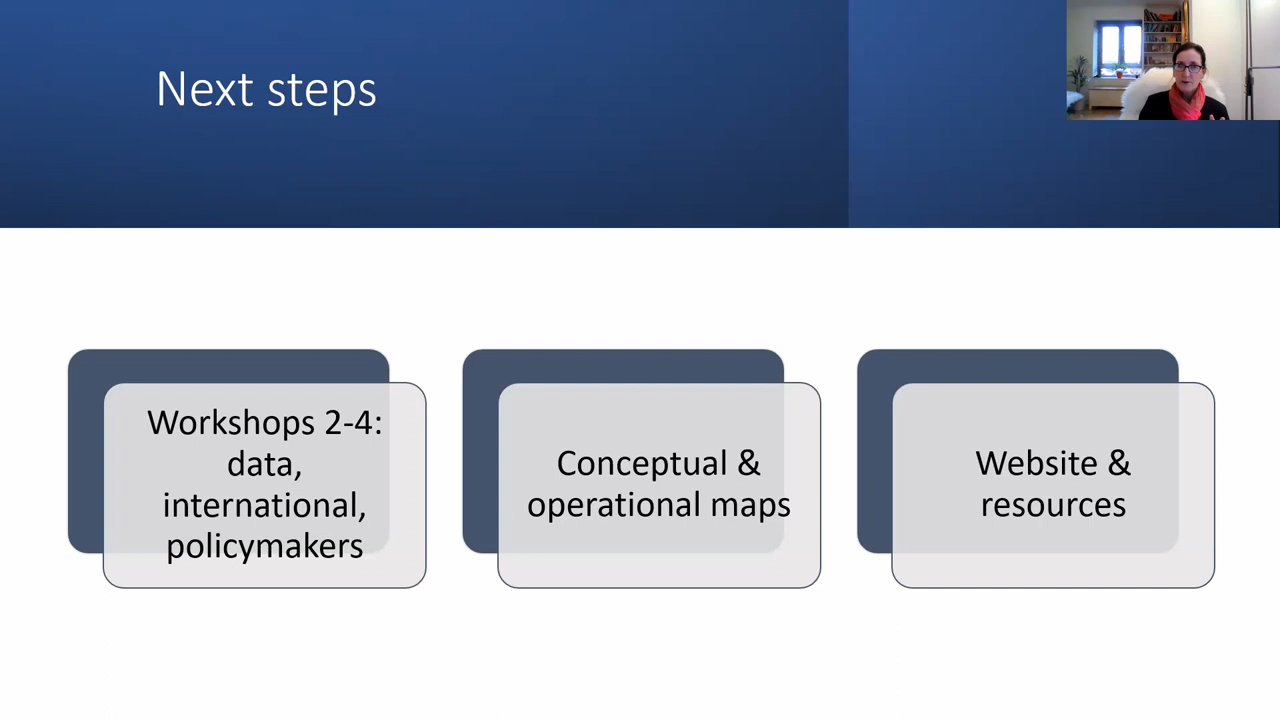 Next steps
Workshops 2-4:
data,
international,
policymakers
Conceptual &
operational maps
Website &
resources